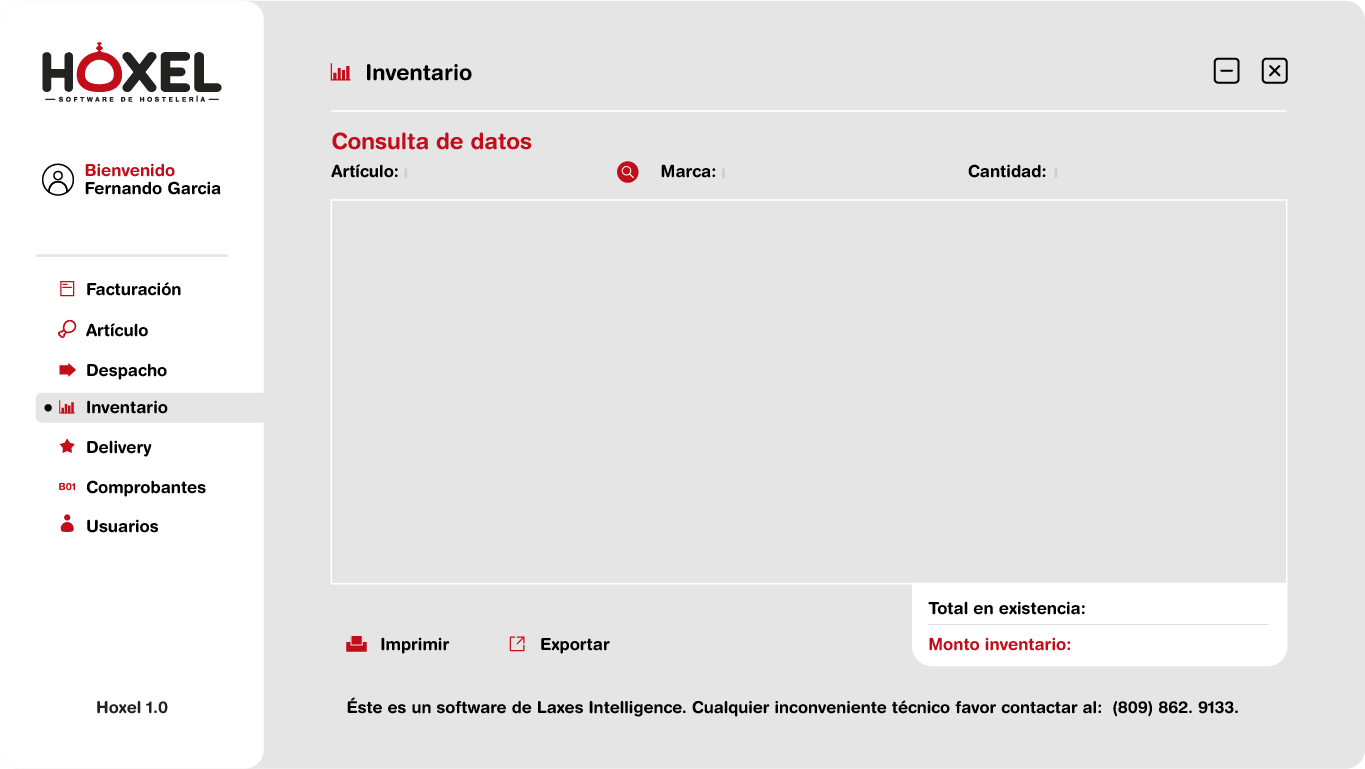 HOXEL
SOFTWARE DE HOSTELERÍA
Bienvenido
Fernando Garcia
Facturación
Artículo
Despacho
Inventario
Delivery
B01 Comprobantes
Usuarios
Hoxel 1.0
Inventario
Consulta de datos
Artículo: Marca: Cantidad:
Total en existencia:
Monto inventario:
Imprimir Exportar
Éste es un software de Laxes Intelligence. Cualquier inconveniente técnico favor contactar al: (809) 862. 9133.